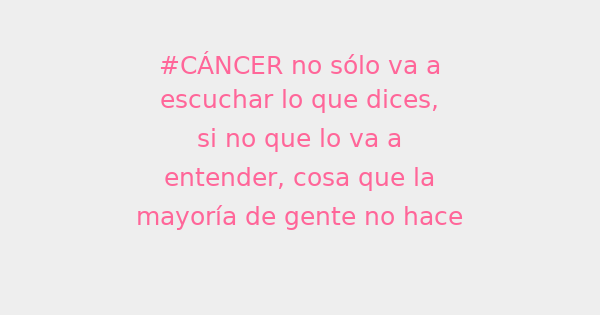 #CÁNCER no sólo va a
escuchar lo que dices,
si no que lo va a
entender, cosa que la
mayoría de gente no hace